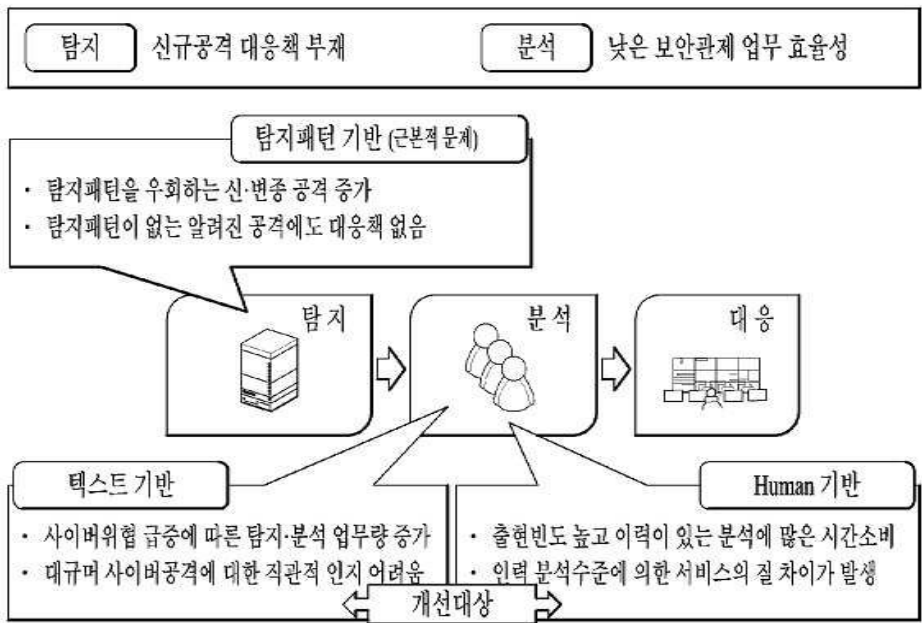 탐지 신규공격 대응책 부재
분석 낮은 보안관제 업무 효율성
탐지패턴 기반 (근본적 문제)
· 탐지패턴을 우회하는 신·변종 공격 증가
· 탐지패턴이 없는 알려진 공격에도 대응책 없음
탐 지
분 석
대 응
텍스트 기반
· 사이버위협 급증에 따른 탐지·분석 업무량 증가
· 대규머 사이버공격에 대한 직관적 인지 어려움
Human 기반
· 출현빈도 높고 이력이 있는 분석에 많은 시간소비
· 인력 분석수준에 의한 서비스의 질 차이가 발생
개선대상